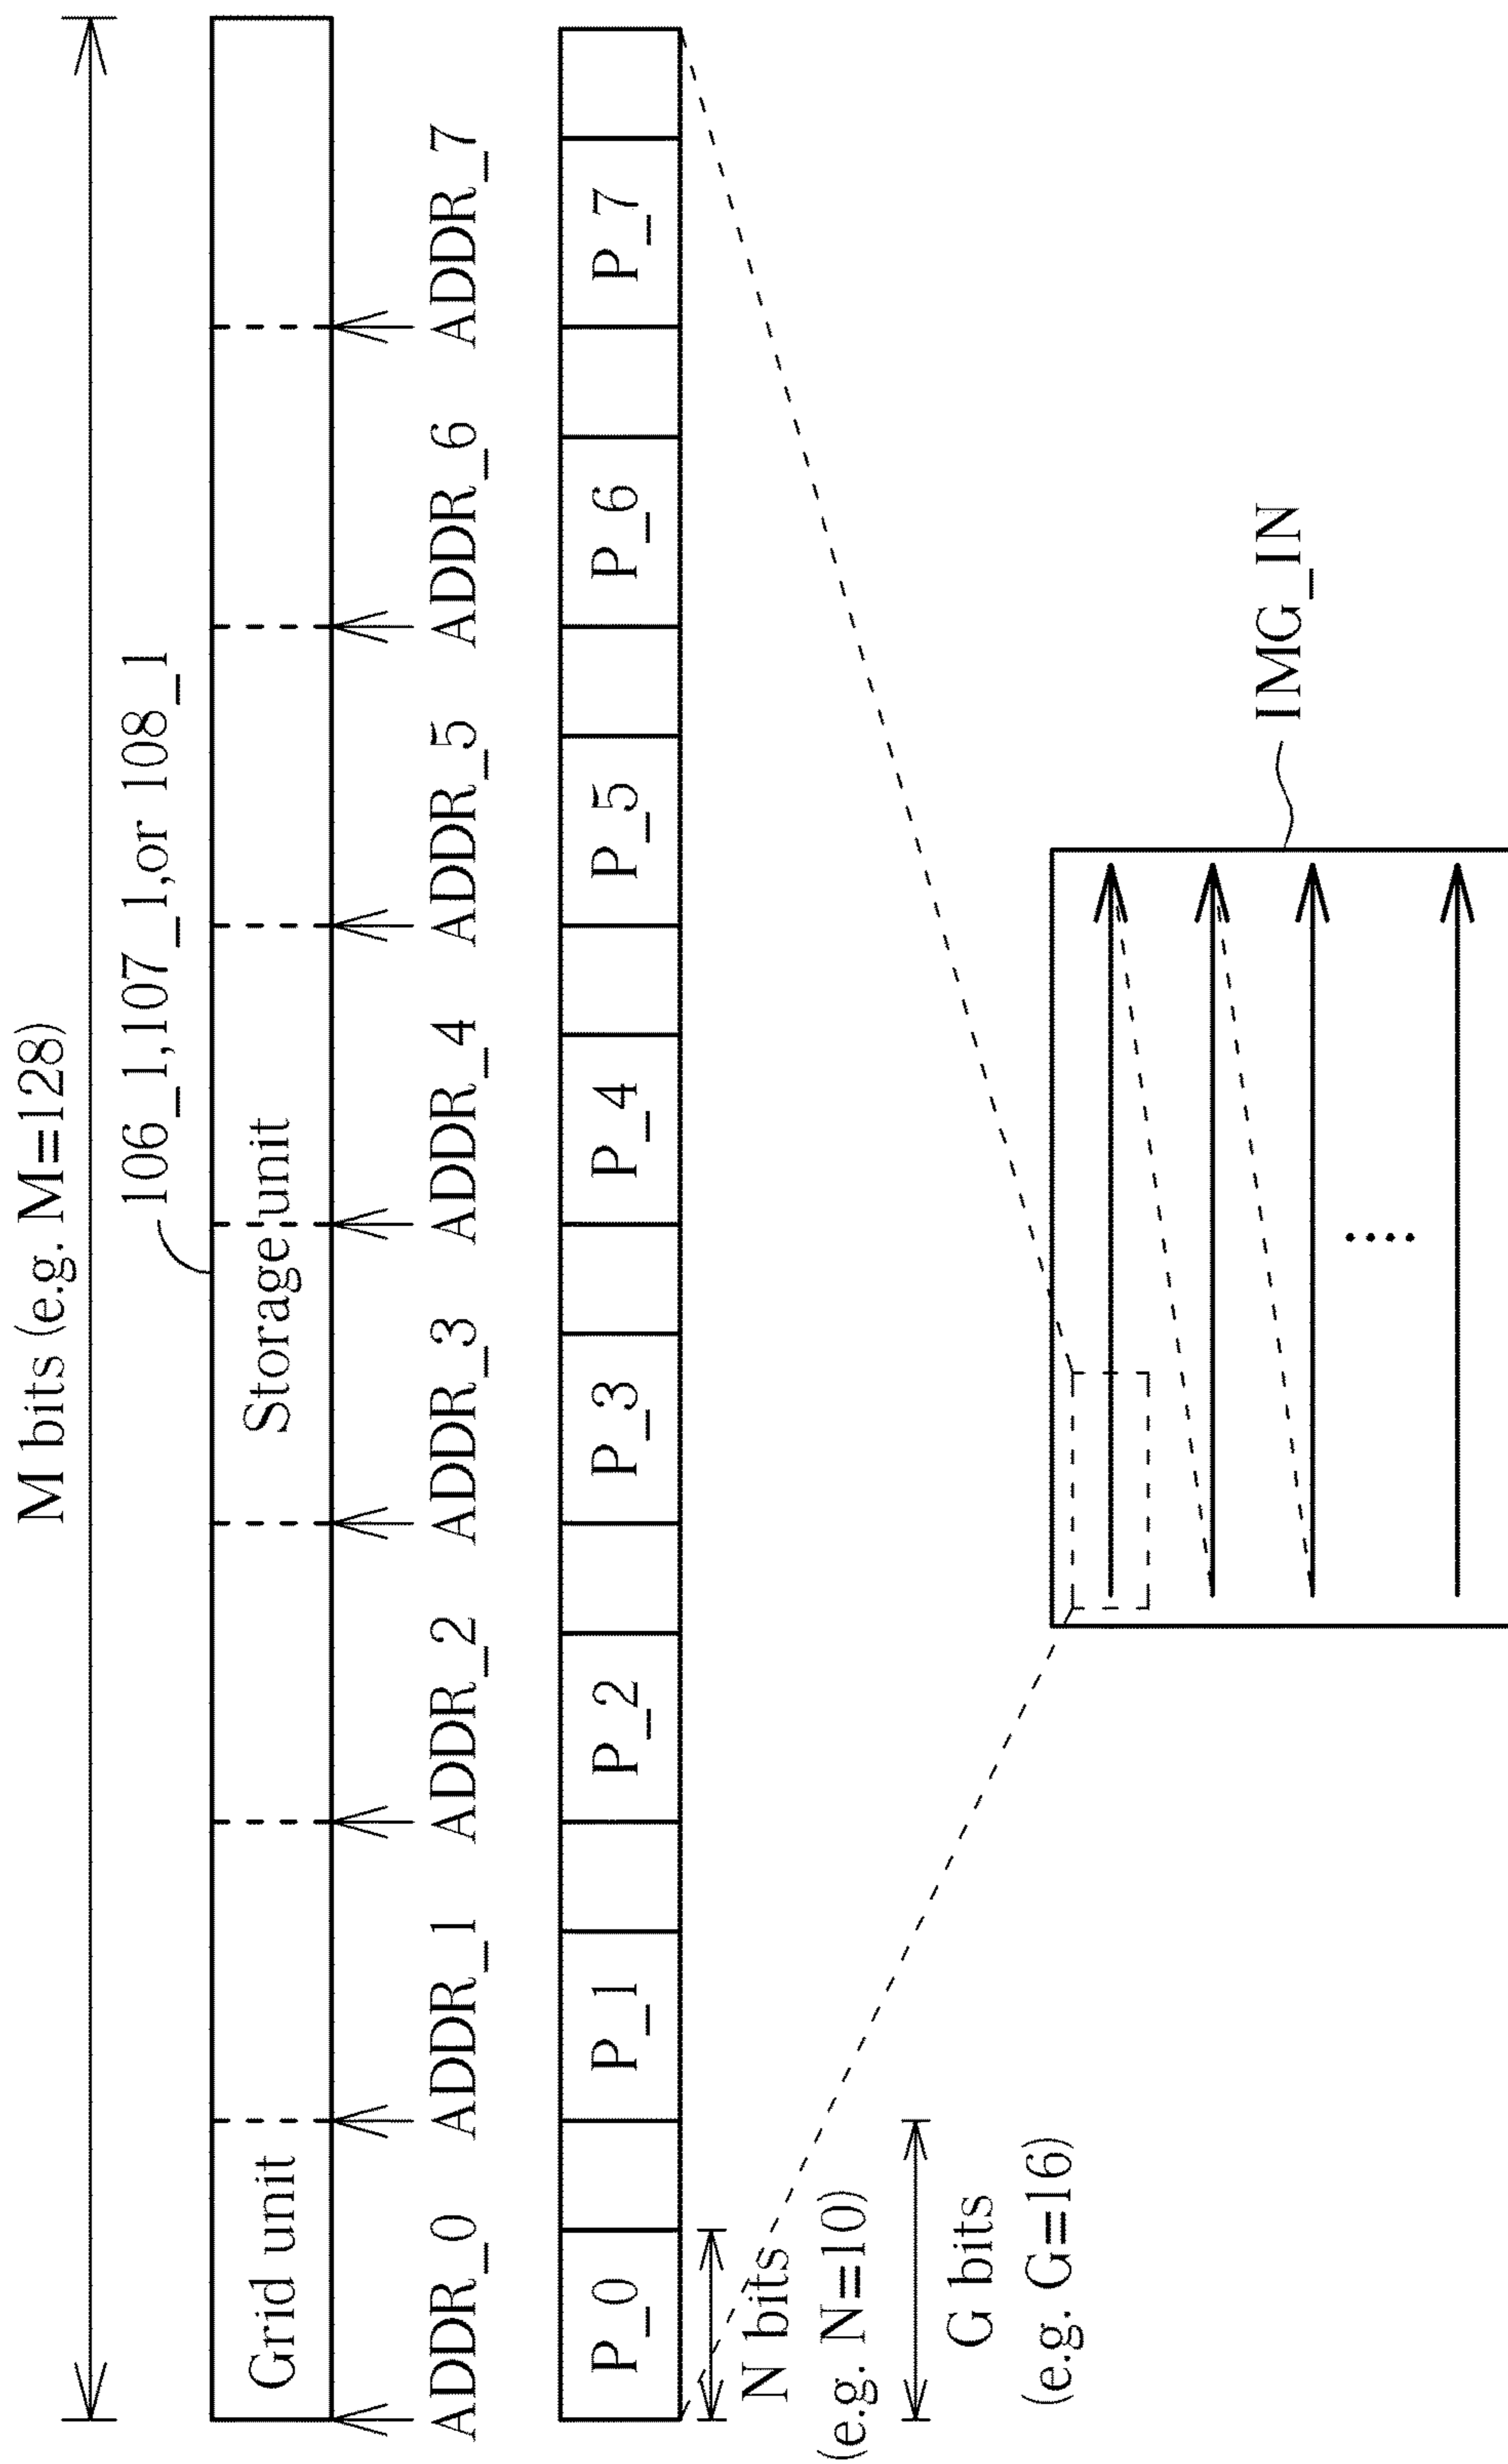 M bits (e.g. M=128)
106_1,107_1,or 108_1
Grid unit
Storage unit
ADDR_0 ADDR_1 ADDR_2 ADDR_3 ADDR_4 ADDR_5 ADDR_6 ADDR_7
P_0 P_1 P_2 P_3 P_4 P_5 P_6 P_7
N bits
(e.g. N=10)
G bits
(e.g. G=16)
IMG_IN